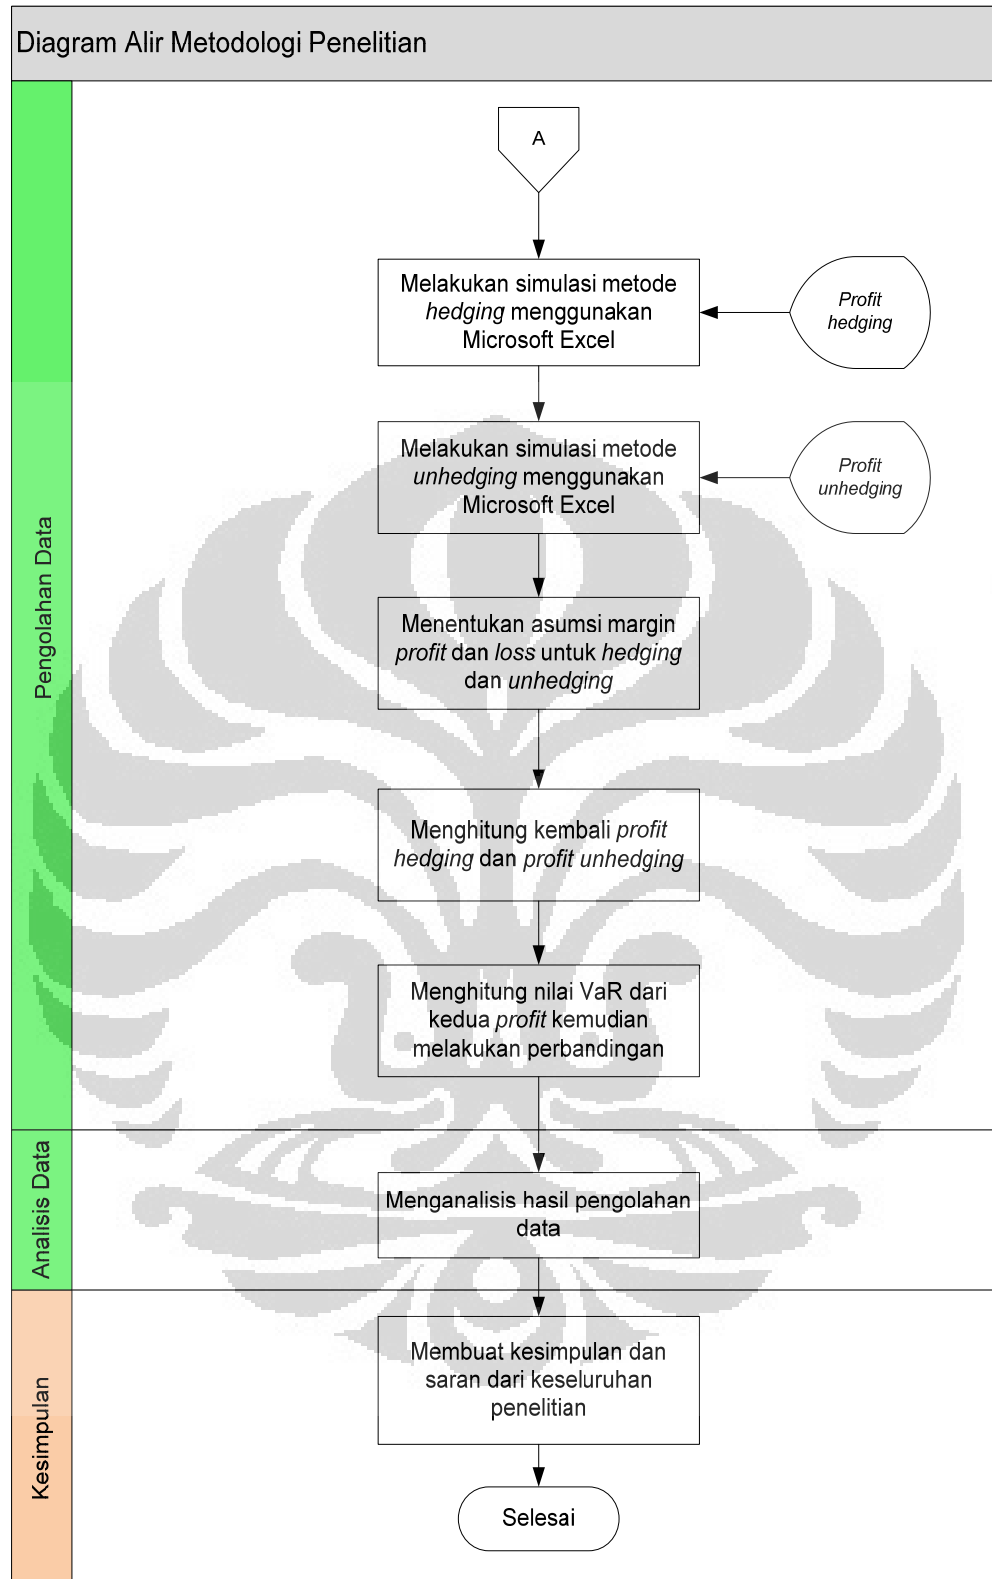 Diagram Alir Metodologi Penelitian
A
Melakukan simulasi metode
hedging menggunakan
Microsoft Excel
Profit
hedging
Melakukan simulasi metode
unhedging menggunakan
Microsoft Excel
Profit
unhedging
Menentukan asumsi margin
profit dan loss untuk hedging
dan unhedging
Menghitung kembali profit
hedging dan profit unhedging
Menghitung nilai VaR dari
kedua profit kemudian
melakukan perbandingan
Pengolahan Data
Menganalisis hasil pengolahan
data
Analisis Data
Membuat kesimpulan dan
saran dari keseluruhan
penelitian
Selesai
Kesimpulan